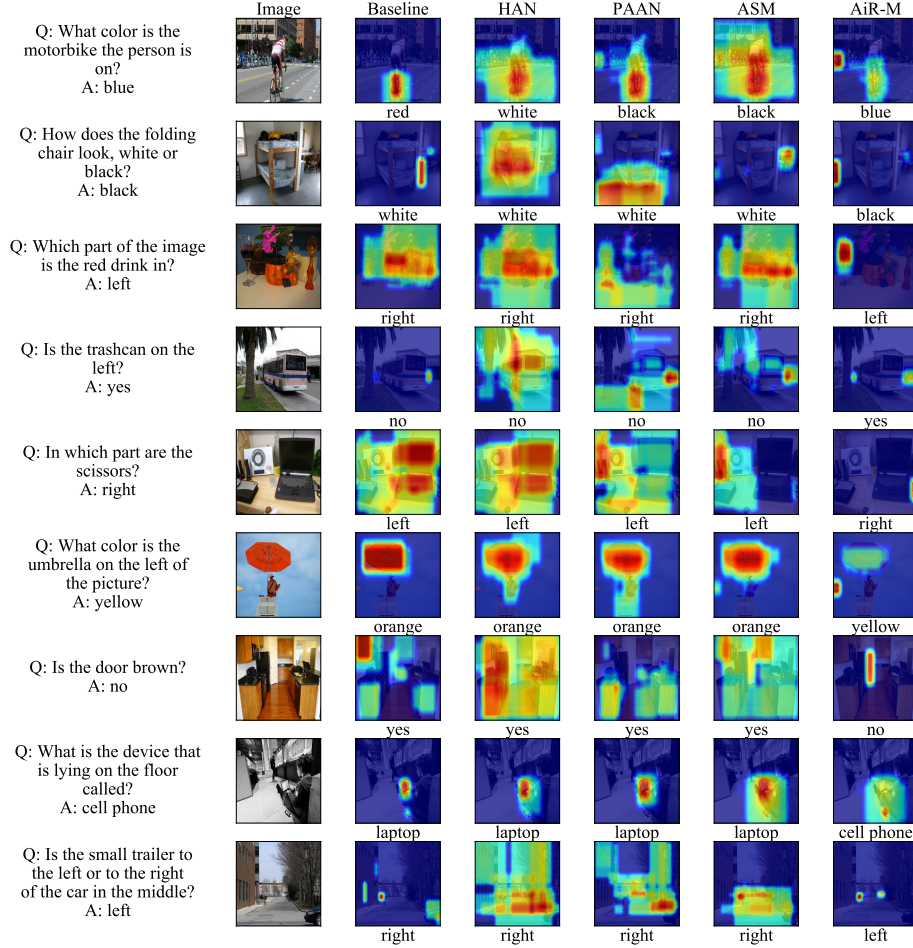 Image Baseline HAN PAAN ASM AiR-M
Q: What color is the
motorbike the person is
on?
A: blue
red white black black blue
Q: How does the folding
chair look, white or
black?
A: black
white white white white black
Q: Which part of the image
is the red drink in?
A: left
right right right right left
Q: Is the trashcan on the
left?
A: yes
no no no no yes
Q: In which part are the
scissors?
A: right
left left left left right
Q: What color is the
umbrella on the left of
the picture?
A: yellow
orange orange orange orange yellow
Q: Is the door brown?
A: no
yes yes yes yes no
Q: What is the device that
is lying on the floor
called?
A: cell phone
laptop laptop laptop laptop cell phone
Q: Is the small trailer to
the left or to the right
of the car in the middle?
A: left
right right right right left